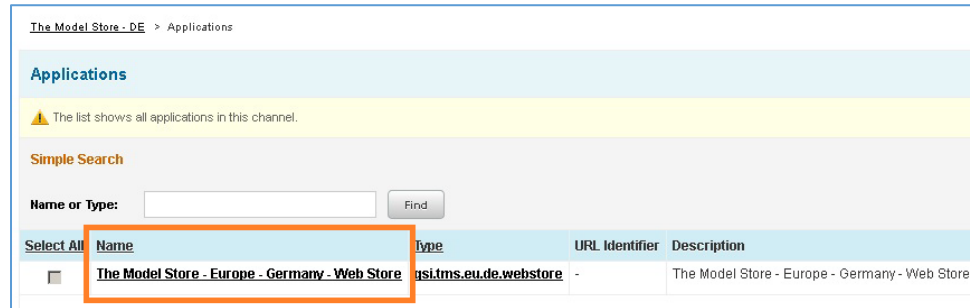 The Model Store - DE > Applications
Applications
The list shows all applications in this channel.
Simple Search
Name or Type: Find
Select All Name Type URL Identifier Description
The Model Store - Europe - Germany - Web Store gsi.tms.eu.de.webstore - The Model Store - Europe - Germany - Web Store